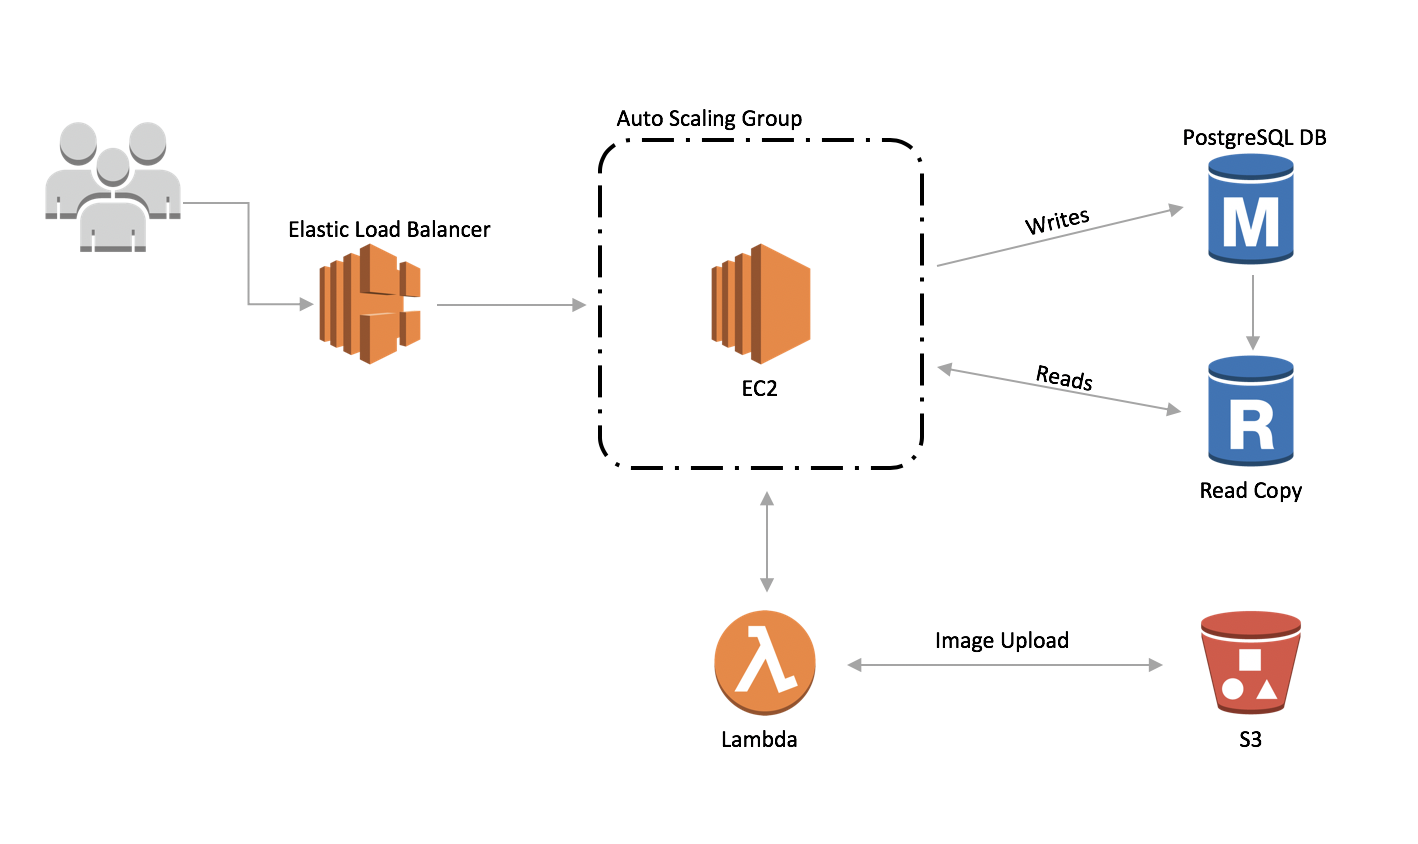 Auto Scaling Group
PostgreSQL DB
Writes
M
Elastic Load Balancer
EC2
Reads
R
Read Copy
Image Upload
λ
Lambda
S3